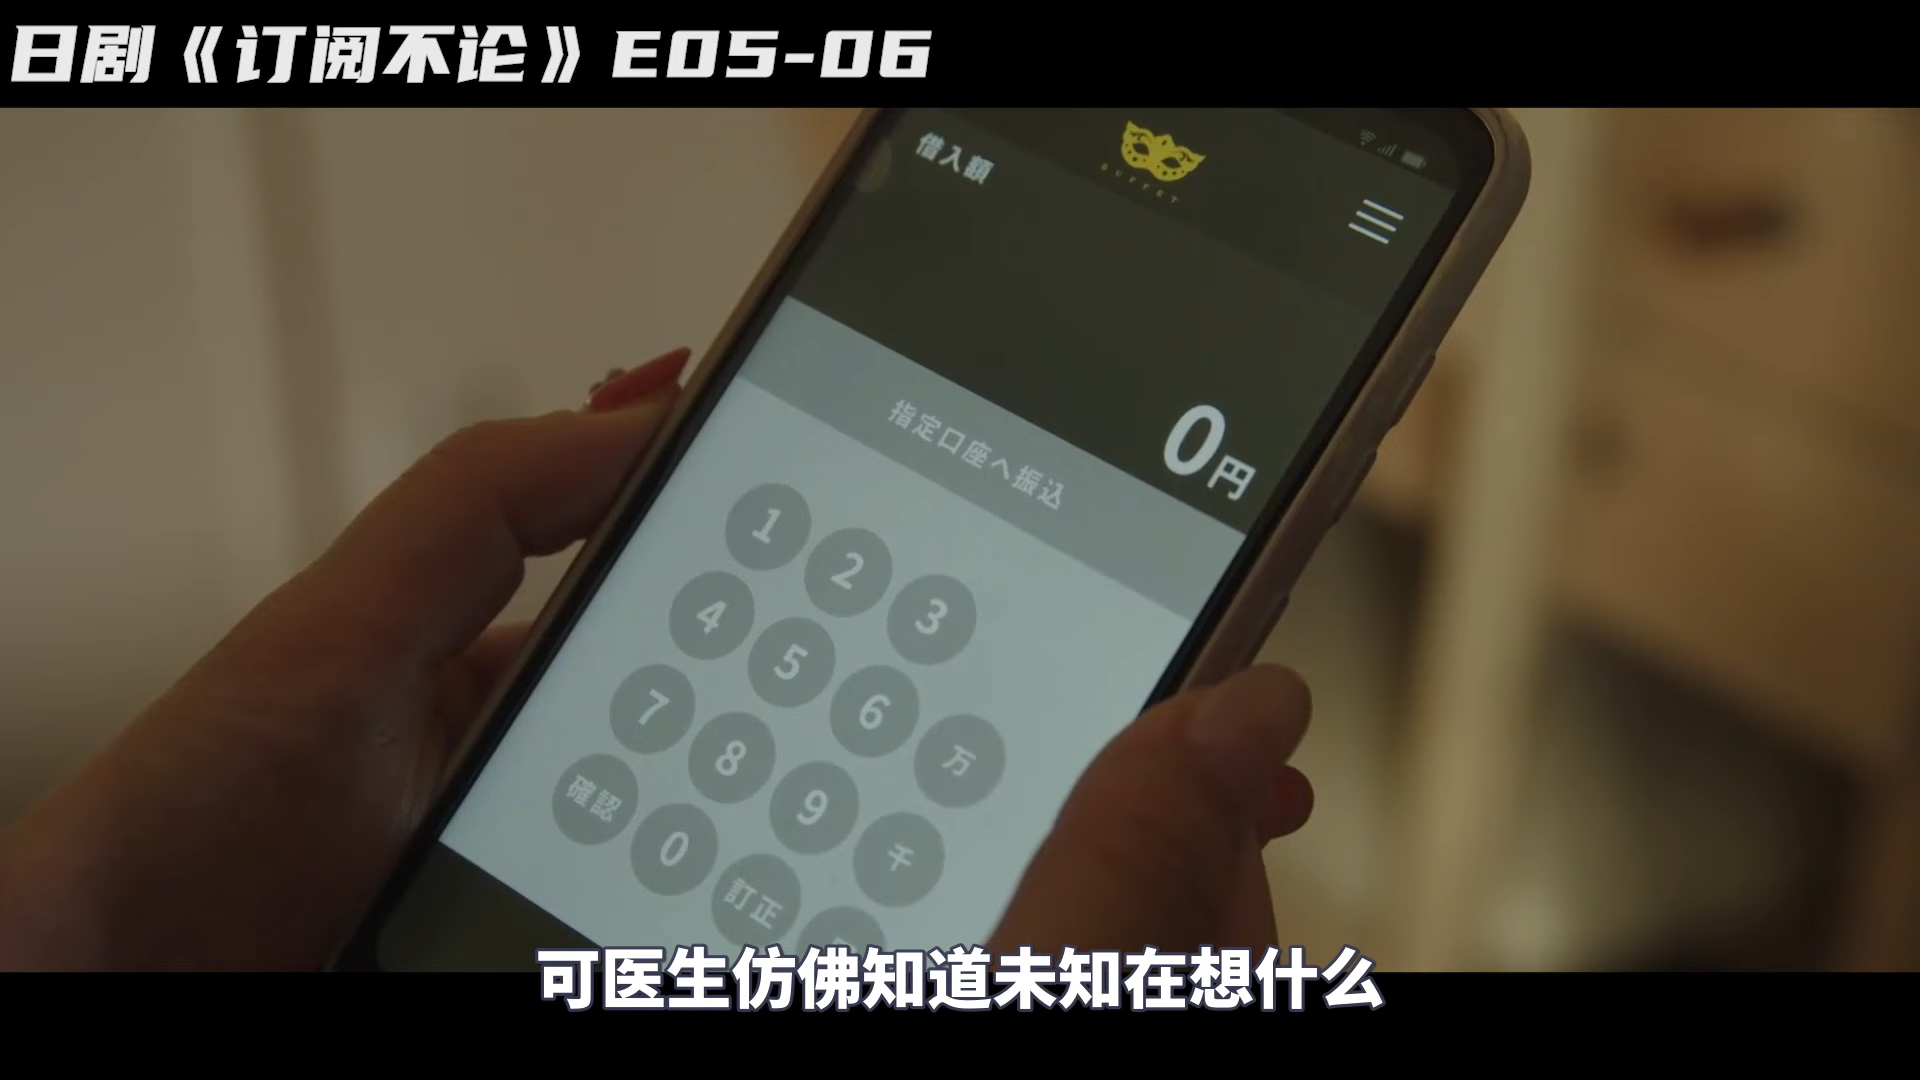 日剧《订阅不论》E05-06
借入額
BUFFET
0円
指定口座へ振込
1 2 3
4 5 6 万
7 8 9 千
確認 0 訂正
可医生仿佛知道未知在想什么